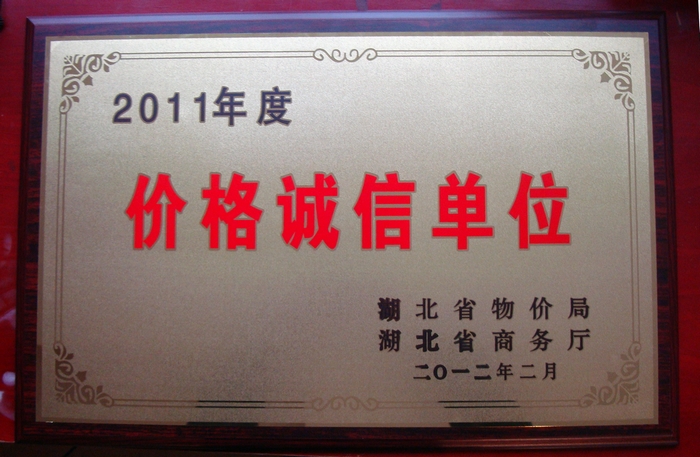 2011年度
价格诚信单位
湖北省物价局
湖北省商务厅
二〇一二年二月